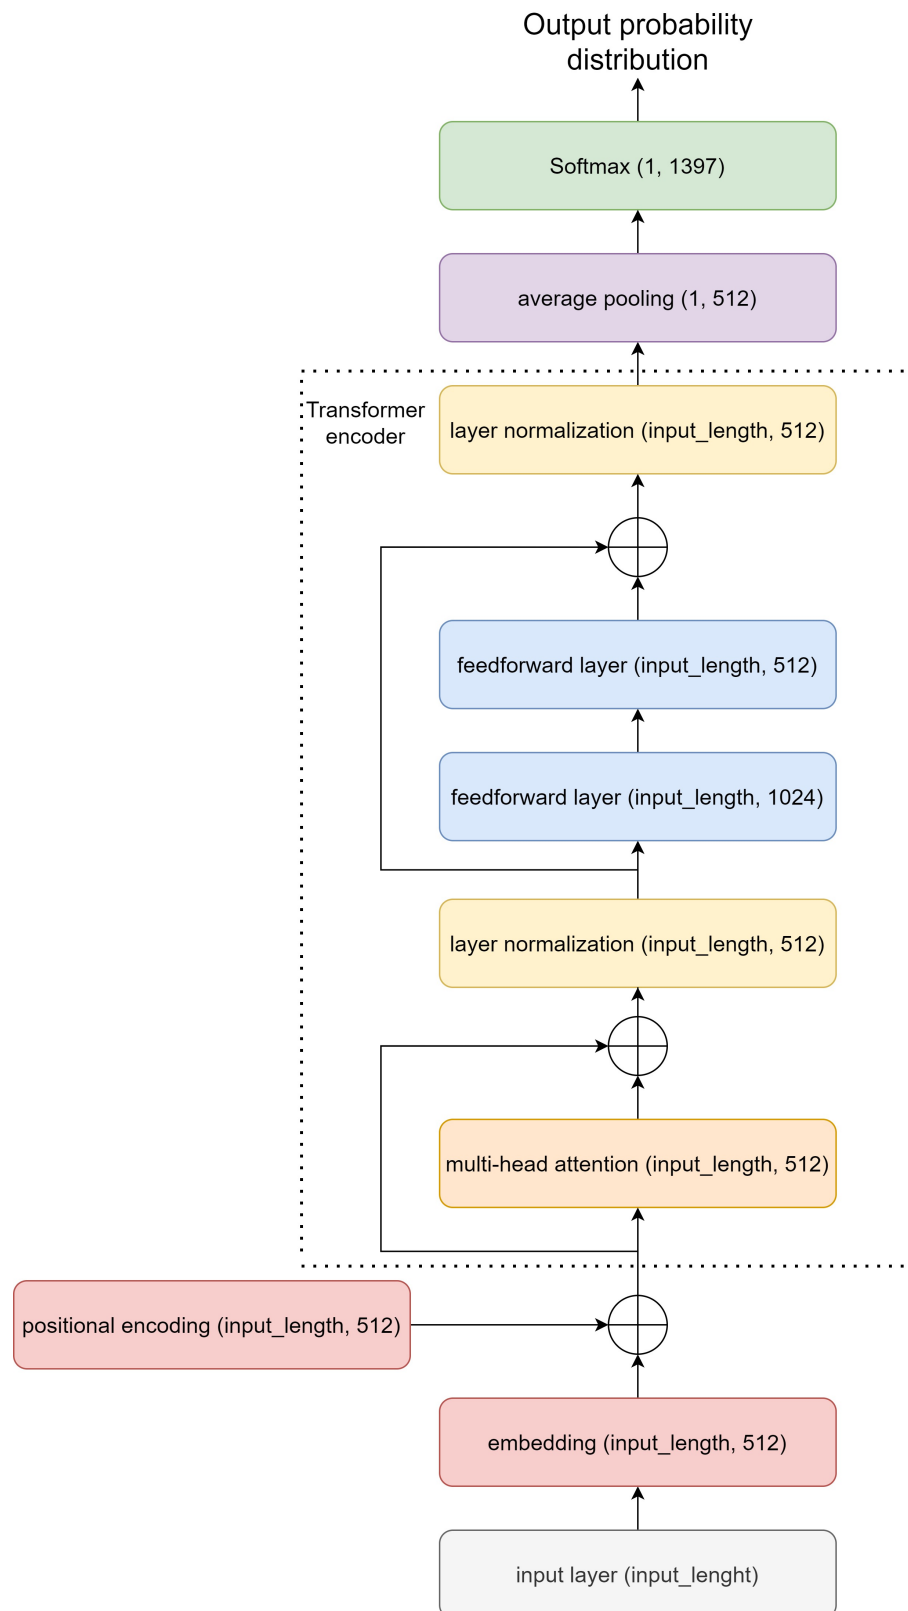 Output probability
distribution
Softmax (1, 1397)
average pooling (1, 512)
Transformer
encoder
layer normalization (input_length, 512)
feedforward layer (input_length, 512)
feedforward layer (input_length, 1024)
layer normalization (input_length, 512)
multi-head attention (input_length, 512)
positional encoding (input_length, 512)
embedding (input_length, 512)
input layer (input_lenght)